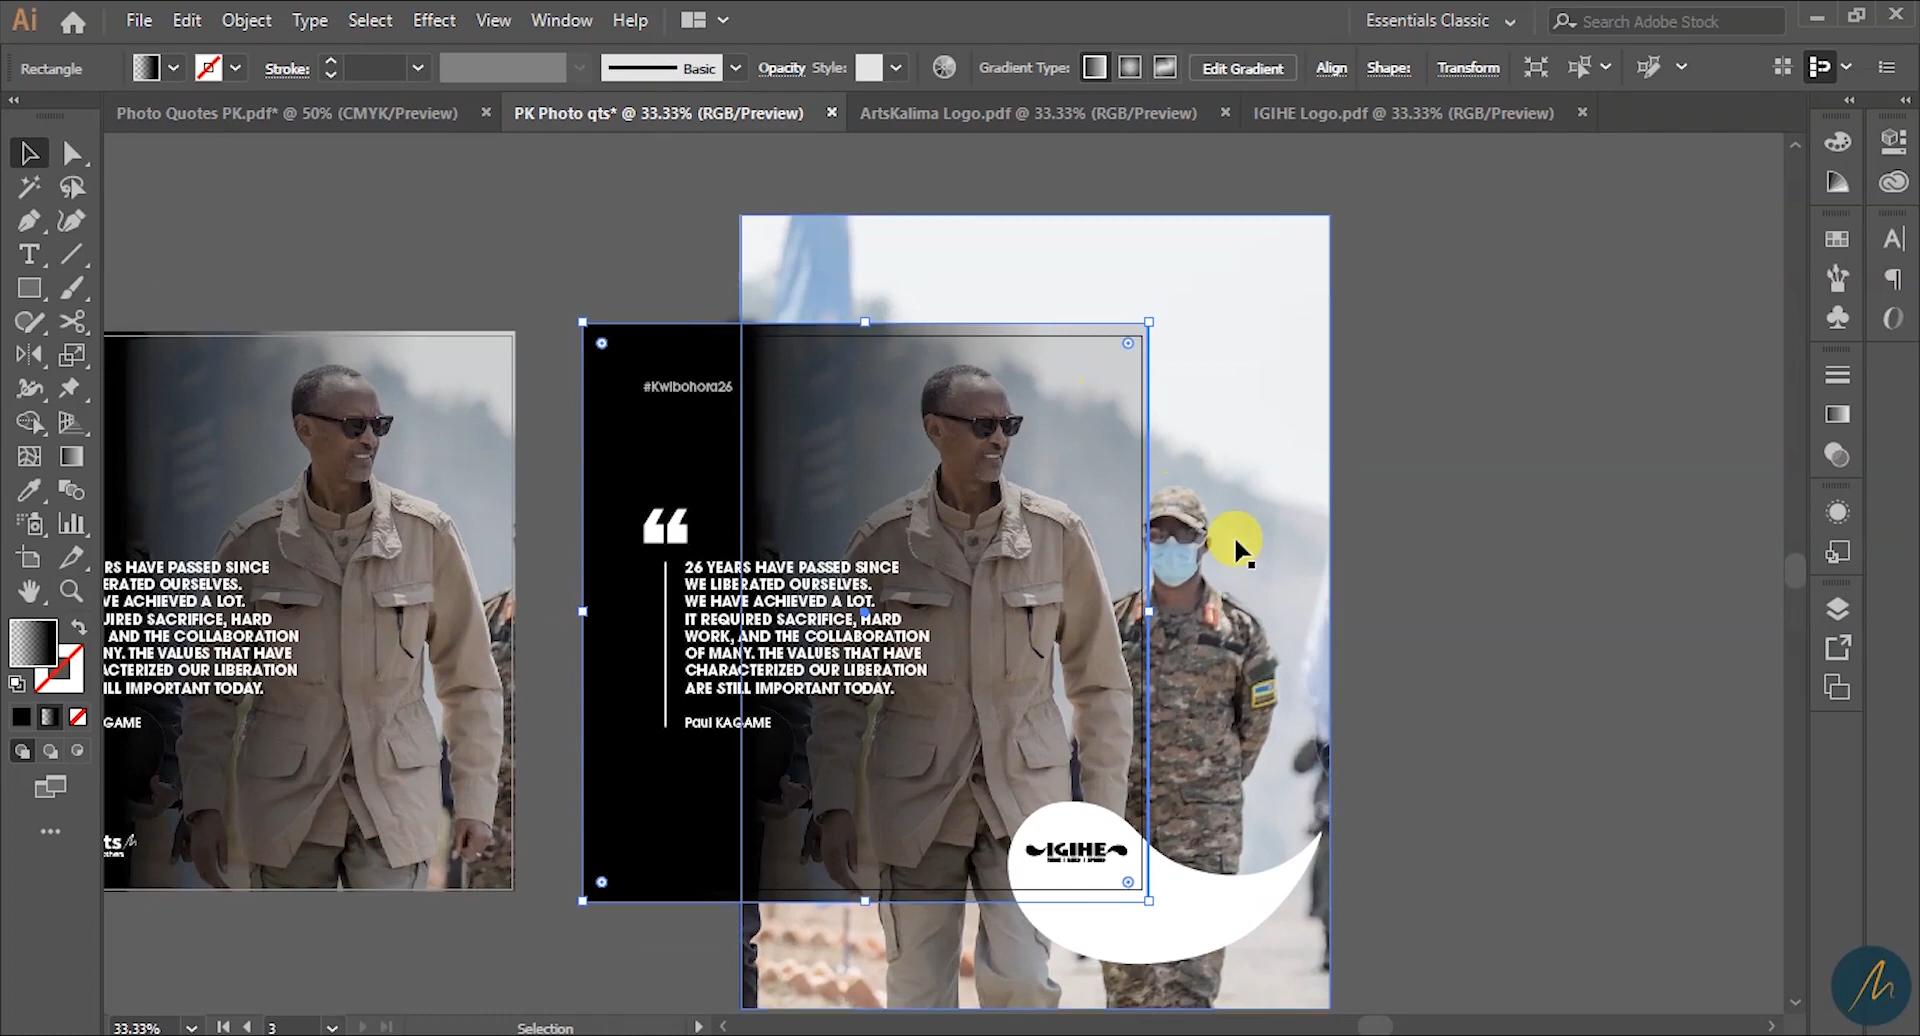 Ai
File Edit Object Type Select Effect View Window Help
Essentials Classic
Search Adobe Stock
Rectangle
Stroke:
Basic
Opacity Style:
Gradient Type:
Edit Gradient
Align
Shape:
Transform
Photo Quotes PK.pdf* @ 50% (CMYK/Preview)
PK Photo qts* @ 33.33% (RGB/Preview)
ArtsKalima Logo.pdf @ 33.33% (RGB/Preview)
IGIHE Logo.pdf @ 33.33% (RGB/Preview)
RS HAVE PASSED SINCE
ERATED OURSELVES.
VE ACHIEVED A LOT.
UIRED SACRIFICE, HARD
AND THE COLLABORATION
NY. THE VALUES THAT HAVE
ACTERIZED OUR LIBERATION
ILL IMPORTANT TODAY.
GAME
ts
others
#Kwibohora26
“
26 YEARS HAVE PASSED SINCE
WE LIBERATED OURSELVES.
WE HAVE ACHIEVED A LOT.
IT REQUIRED SACRIFICE, HARD
WORK, AND THE COLLABORATION
OF MANY. THE VALUES THAT HAVE
CHARACTERIZED OUR LIBERATION
ARE STILL IMPORTANT TODAY.
Paul KAGAME
IGIHE
33.33%
3
Selection